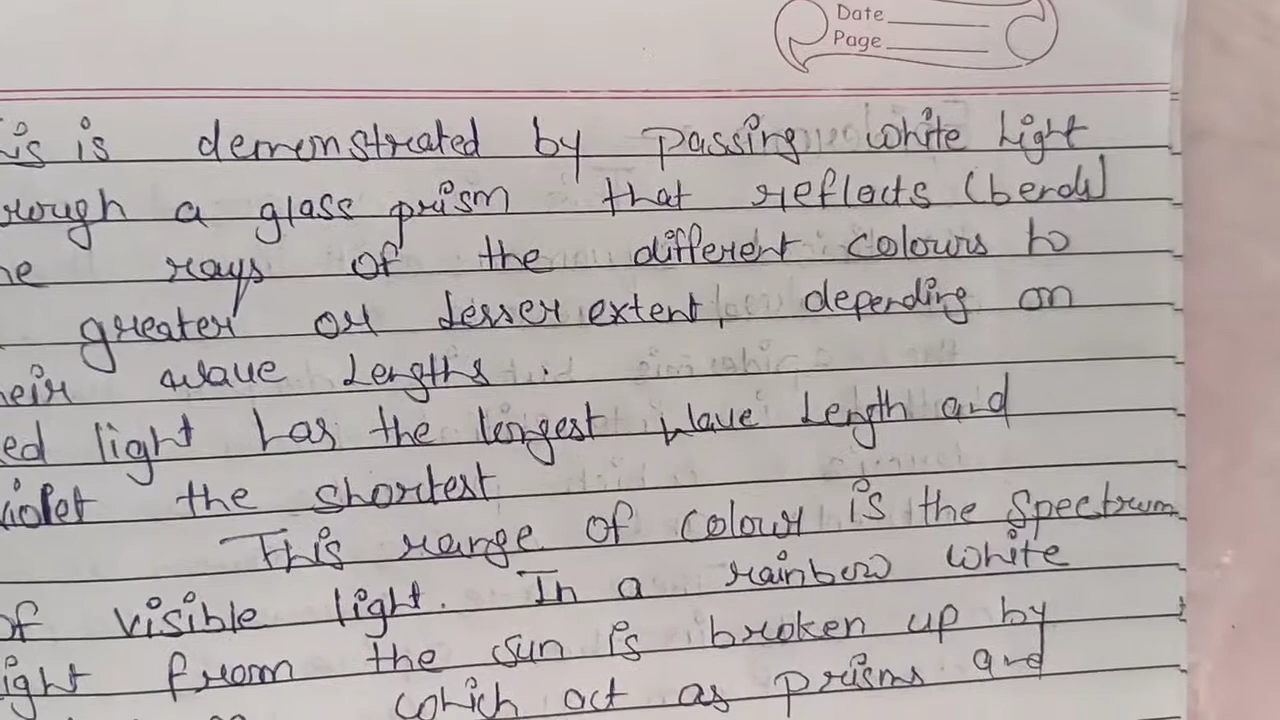 Date
Page
is is demonstrated by passing white light
rough a glass prism that reflects (bends)
he rays of the different colours to
greater or lesser extent, depending on
heir wave lengths
ed light has the longest wave length and
iolet the shortest
This range of colour is the spectrum
of visible light. In a rainbow white
ight from the sun is broken up by
which act as prisms and